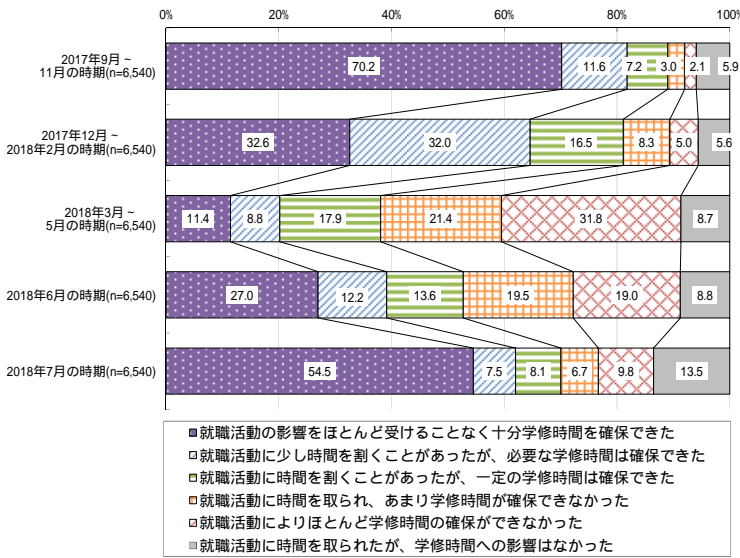 0% 20% 40% 60% 80% 100%
2017年9月～
11月の時期(n=6,540)
70.2 11.6 7.2 3.0 2.1 5.9
2017年12月～
2018年2月の時期(n=6,540)
32.6 32.0 16.5 8.3 5.0 5.6
2018年3月～
5月の時期(n=6,540)
11.4 8.8 17.9 21.4 31.8 8.7
2018年6月の時期(n=6,540)
27.0 12.2 13.6 19.5 19.0 8.8
2018年7月の時期(n=6,540)
54.5 7.5 8.1 6.7 9.8 13.5
就職活動の影響をほとんど受けることなく十分学修時間を確保できた
就職活動に少し時間を割くことがあったが、必要な学修時間は確保できた
就職活動に時間を割くことがあったが、一定の学修時間は確保できた
就職活動に時間を取られ、あまり学修時間が確保できなかった
就職活動によりほとんど学修時間の確保ができなかった
就職活動に時間を取られたが、学修時間への影響はなかった